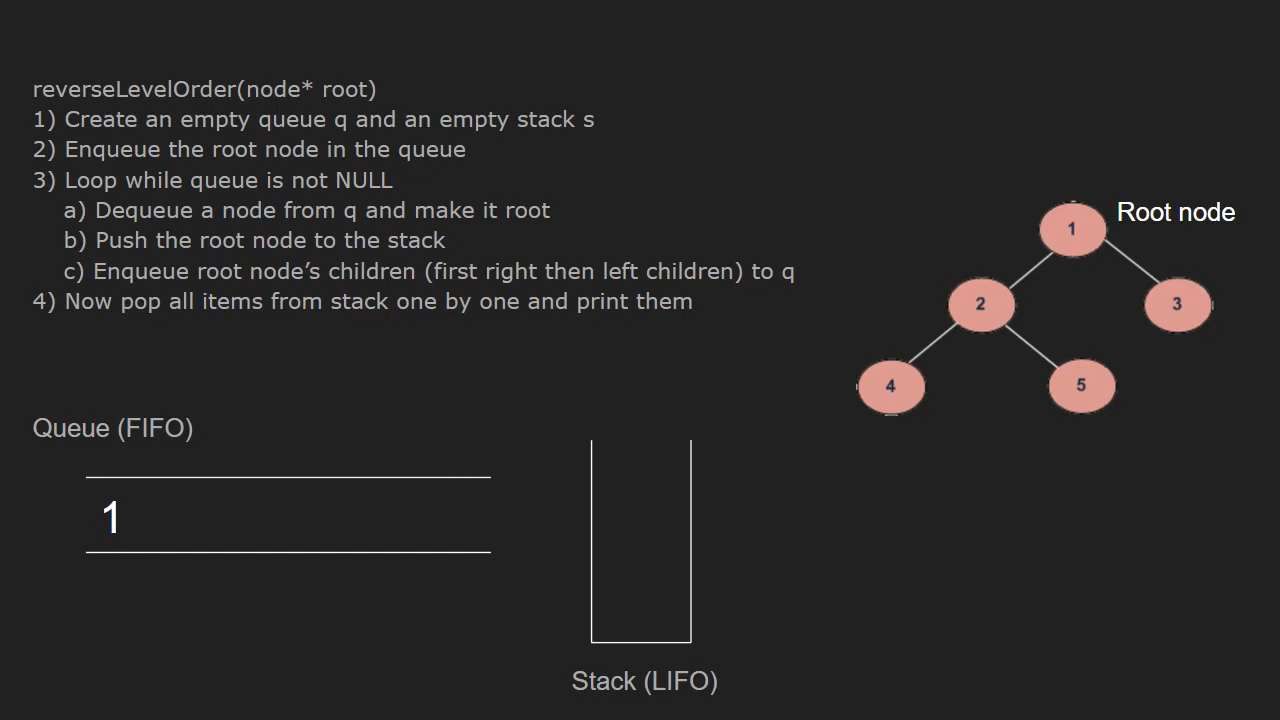 reverseLevelOrder(node* root)
1) Create an empty queue q and an empty stack s
2) Enqueue the root node in the queue
3) Loop while queue is not NULL
a) Dequeue a node from q and make it root
b) Push the root node to the stack
c) Enqueue root node’s children (first right then left children) to q
4) Now pop all items from stack one by one and print them
Root node
1
2
3
4
5
Queue (FIFO)
1
Stack (LIFO)